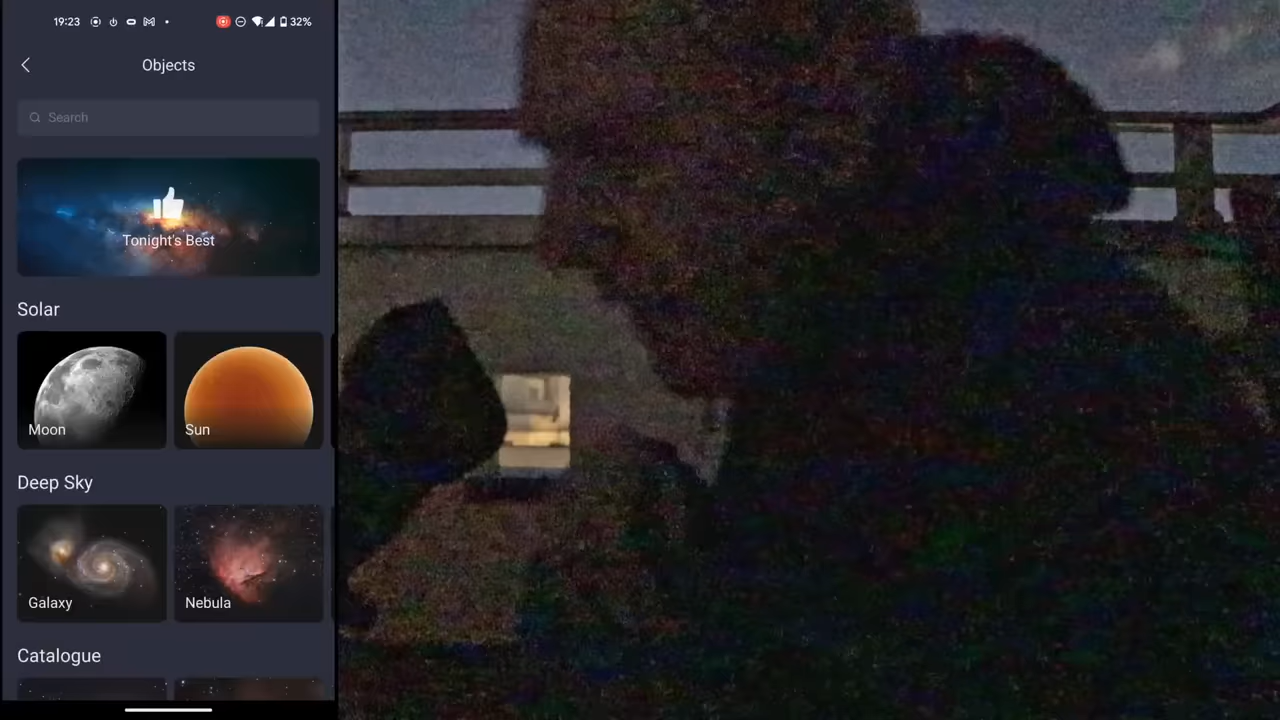 19:23
32%
Objects
Search
Tonight's Best
Solar
Moon
Sun
Deep Sky
Galaxy
Nebula
Catalogue